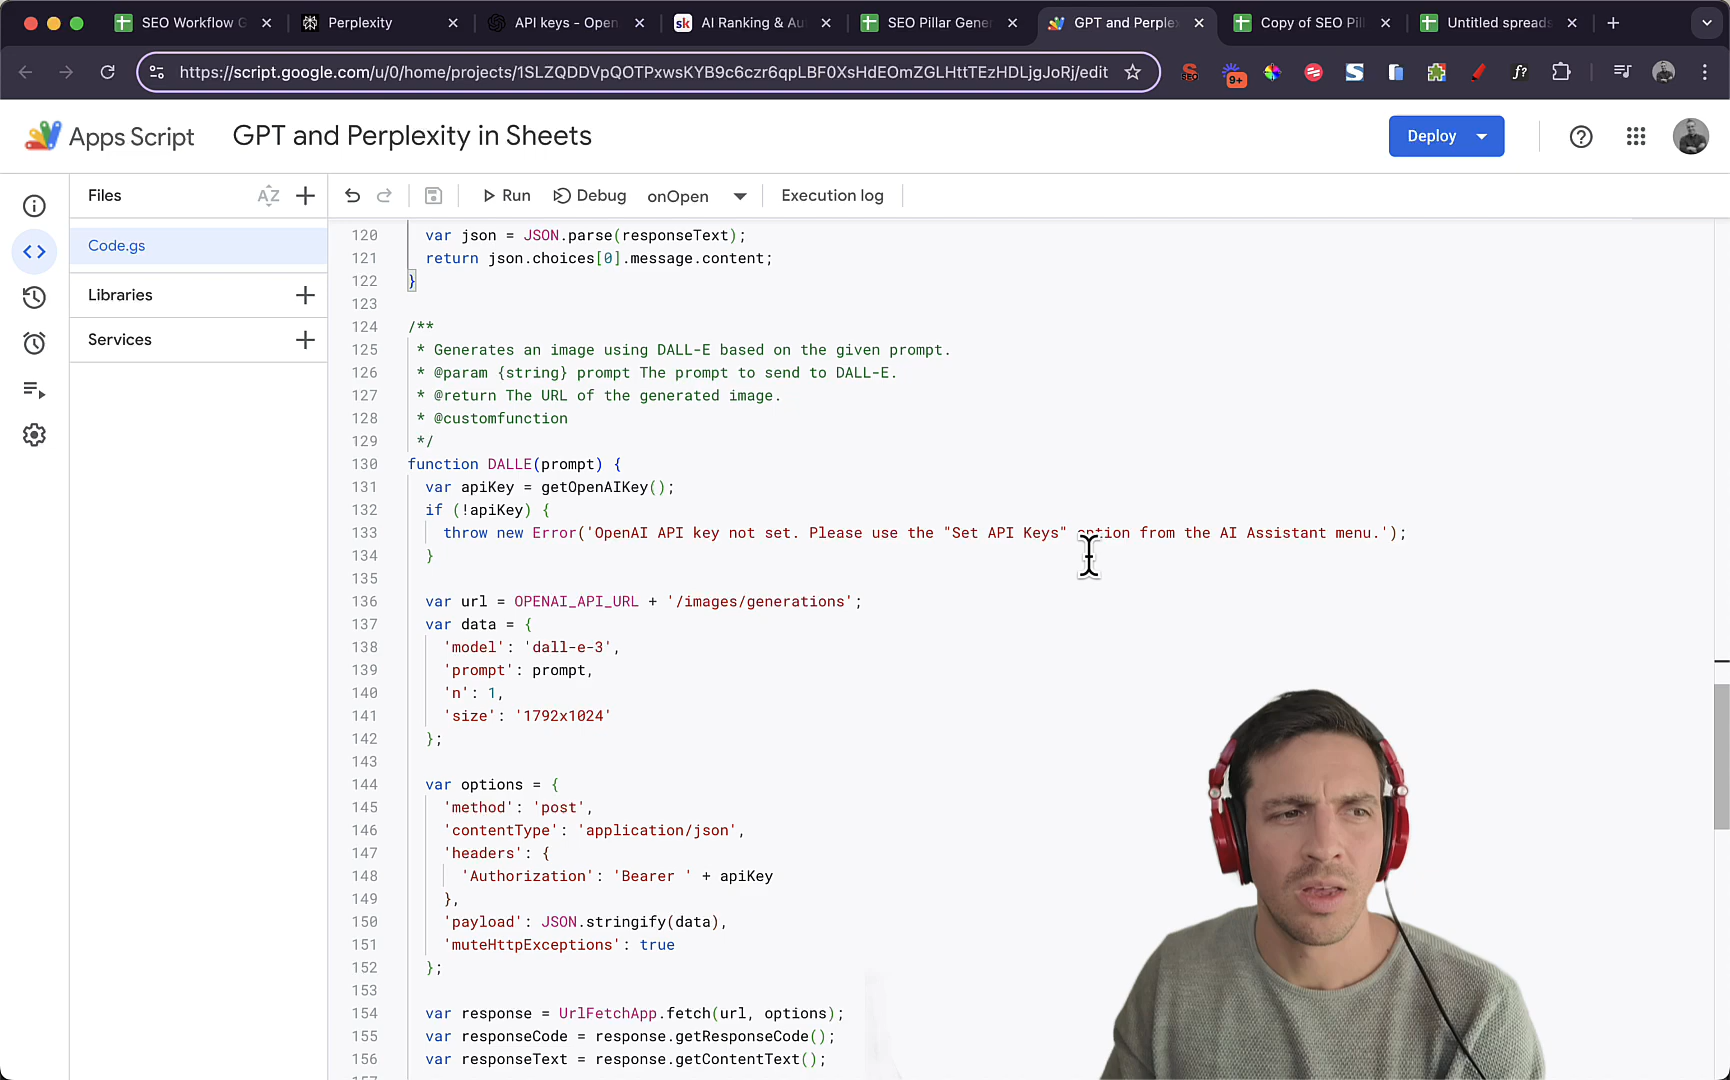 SEO Workflow G
Perplexity
API keys - Open
sk
AI Ranking & Au
SEO Pillar Gene
GPT and Perplex
Copy of SEO Pil
Untitled spreads
https://script.google.com/u/0/home/projects/1SLZQDDVpQOTPxwsKYB9c6czr6qpLBF0XsHdEOmZGLHttTEzHDLjgJoRj/edit
SEO
9+
f?
Apps Script
GPT and Perplexity in Sheets
Deploy
Files
AZ
Run
Debug
onOpen
Execution log
Code.gs
Libraries
Services
120 var json = JSON.parse(responseText);
121 return json.choices[0].message.content;
122 }
123
124 /**
125 * Generates an image using DALL-E based on the given prompt.
126 * @param {string} prompt The prompt to send to DALL-E.
127 * @return The URL of the generated image.
128 * @customfunction
129 */
130 function DALLE(prompt) {
131 var apiKey = getOpenAIKey();
132 if (!apiKey) {
133 throw new Error('OpenAI API key not set. Please use the "Set API Keys" option from the AI Assistant menu.');
134 }
135
136 var url = OPENAI_API_URL + '/images/generations';
137 var data = {
138 'model': 'dall-e-3',
139 'prompt': prompt,
140 'n': 1,
141 'size': '1792x1024'
142 };
143
144 var options = {
145 'method': 'post',
146 'contentType': 'application/json',
147 'headers': {
148 'Authorization': 'Bearer ' + apiKey
149 },
150 'payload': JSON.stringify(data),
151 'muteHttpExceptions': true
152 };
153
154 var response = UrlFetchApp.fetch(url, options);
155 var responseCode = response.getResponseCode();
156 var responseText = response.getContentText();